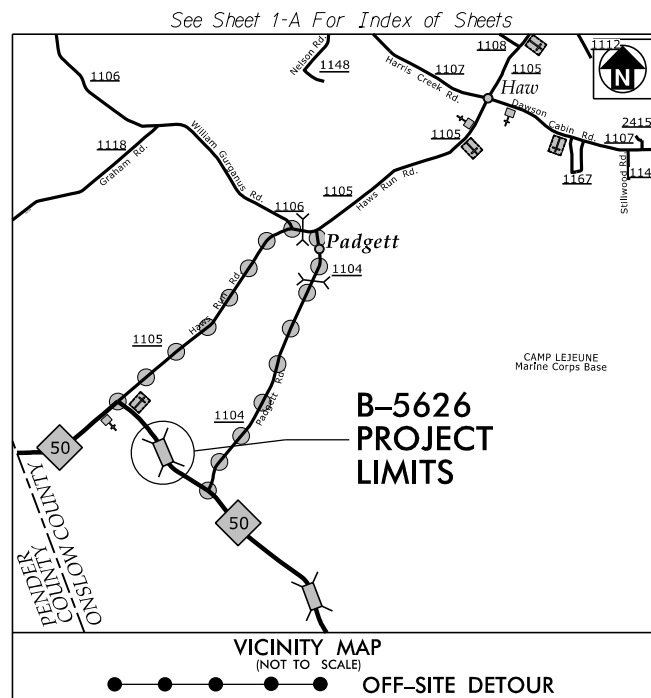 See Sheet 1-A For Index of Sheets
1106
Nelson Rd.
1148
Harris Creek Rd.
1107
1108
1105
1112
N
Haw
Dawson Cabin Rd.
2415
1107
1118
Graham Rd.
William Gurganus Rd.
1105
1167
Stillwood Rd.
114
1105
Haws Run Rd.
1106
Padgett
1104
Haws Run Rd.
1105
CAMP LEJEUNE
Marine Corps Base
1104
Padgett Rd.
B–5626
PROJECT
LIMITS
50
50
PENDER
COUNTY
ONSLOW COUNTY
VICINITY MAP
(NOT TO SCALE)
OFF–SITE DETOUR